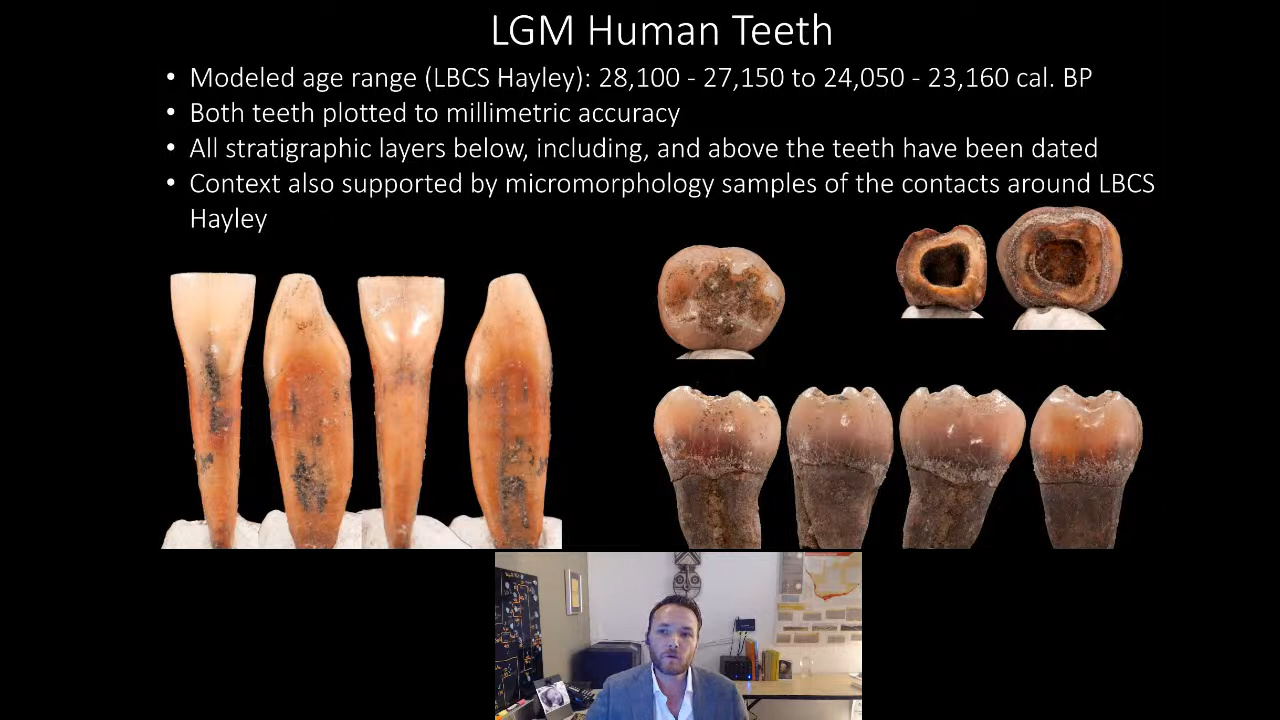 LGM Human Teeth
• Modeled age range (LBCS Hayley): 28,100 - 27,150 to 24,050 - 23,160 cal. BP
• Both teeth plotted to millimetric accuracy
• All stratigraphic layers below, including, and above the teeth have been dated
• Context also supported by micromorphology samples of the contacts around LBCS
Hayley